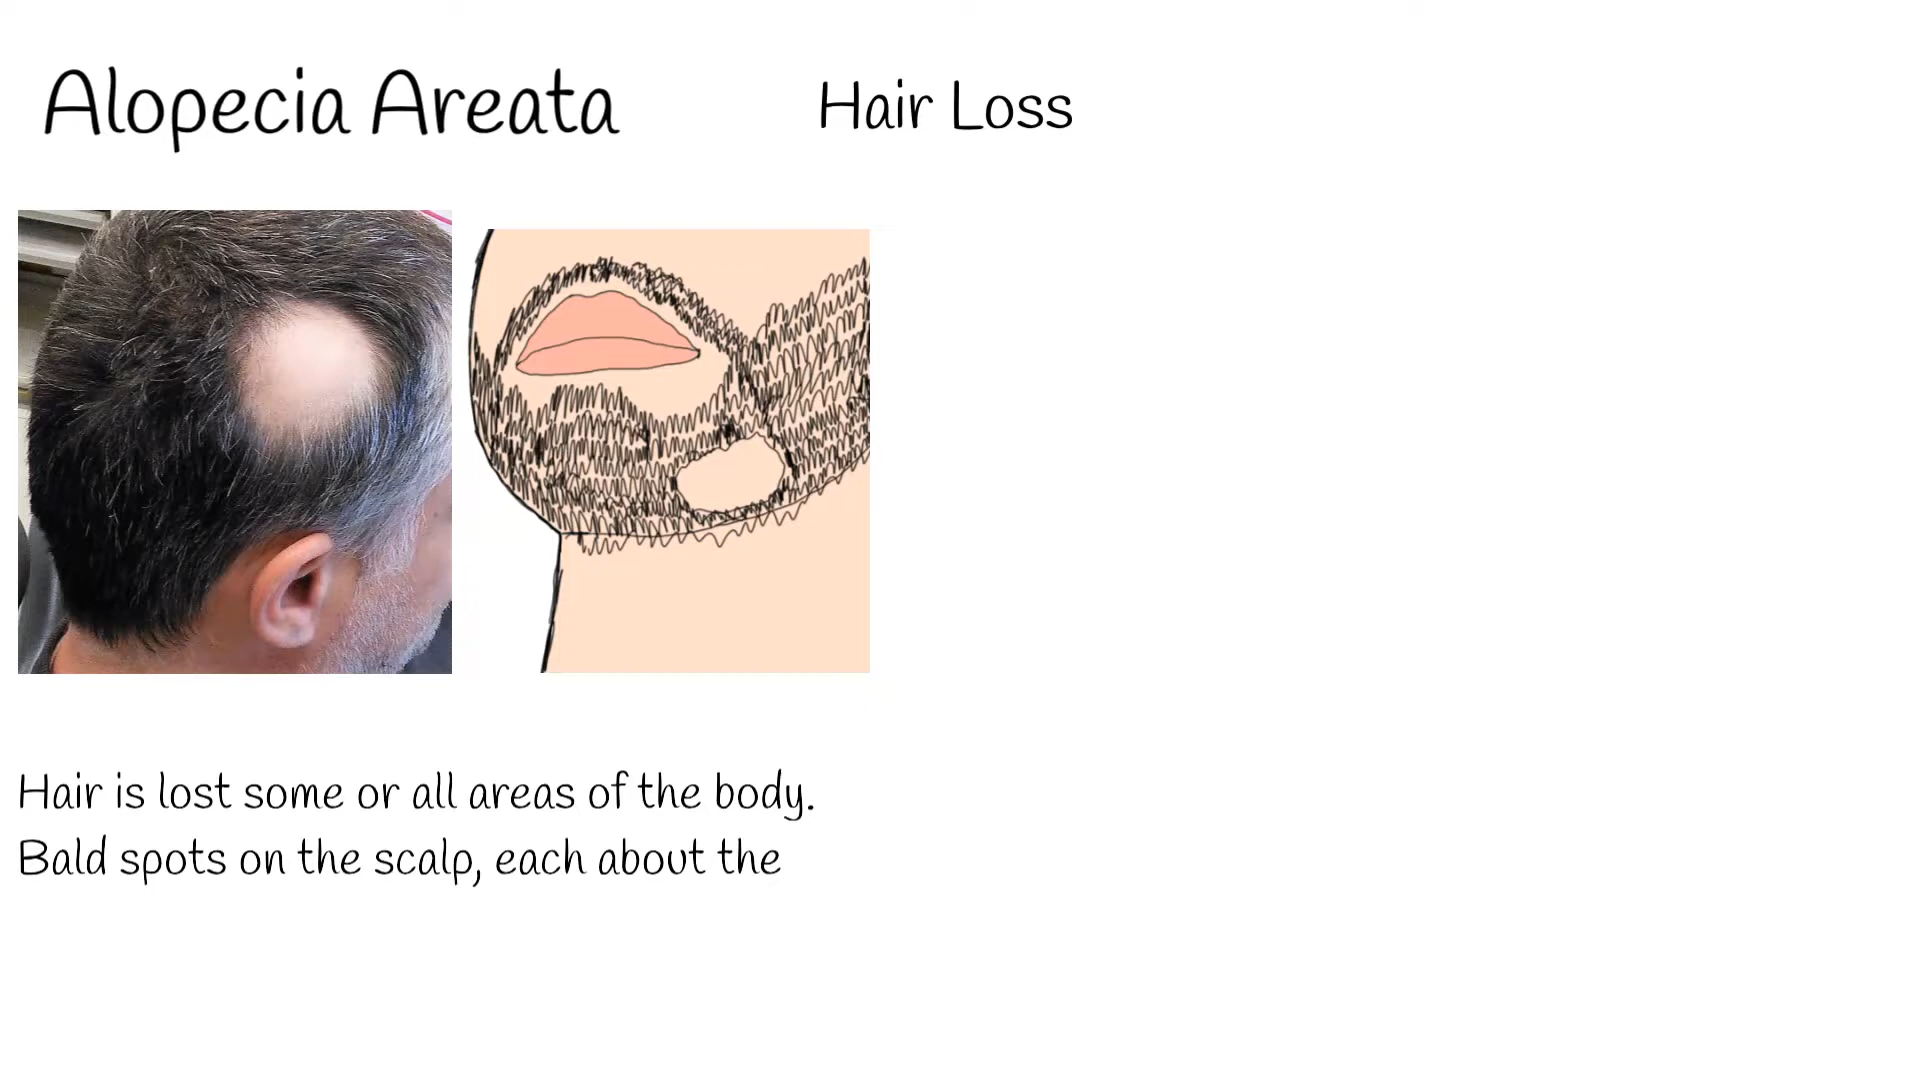 Alopecia Areata
Hair Loss
Hair is lost some or all areas of the body.
Bald spots on the scalp, each about the